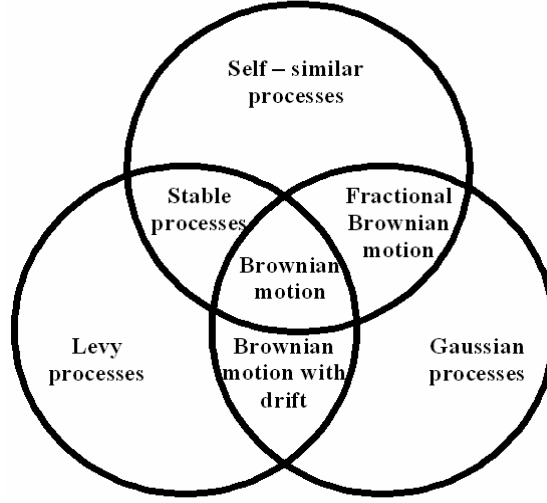 Self – similar
processes
Stable
processes
Fractional
Brownian
motion
Brownian
motion
Levy
processes
Brownian
motion with
drift
Gaussian
processes